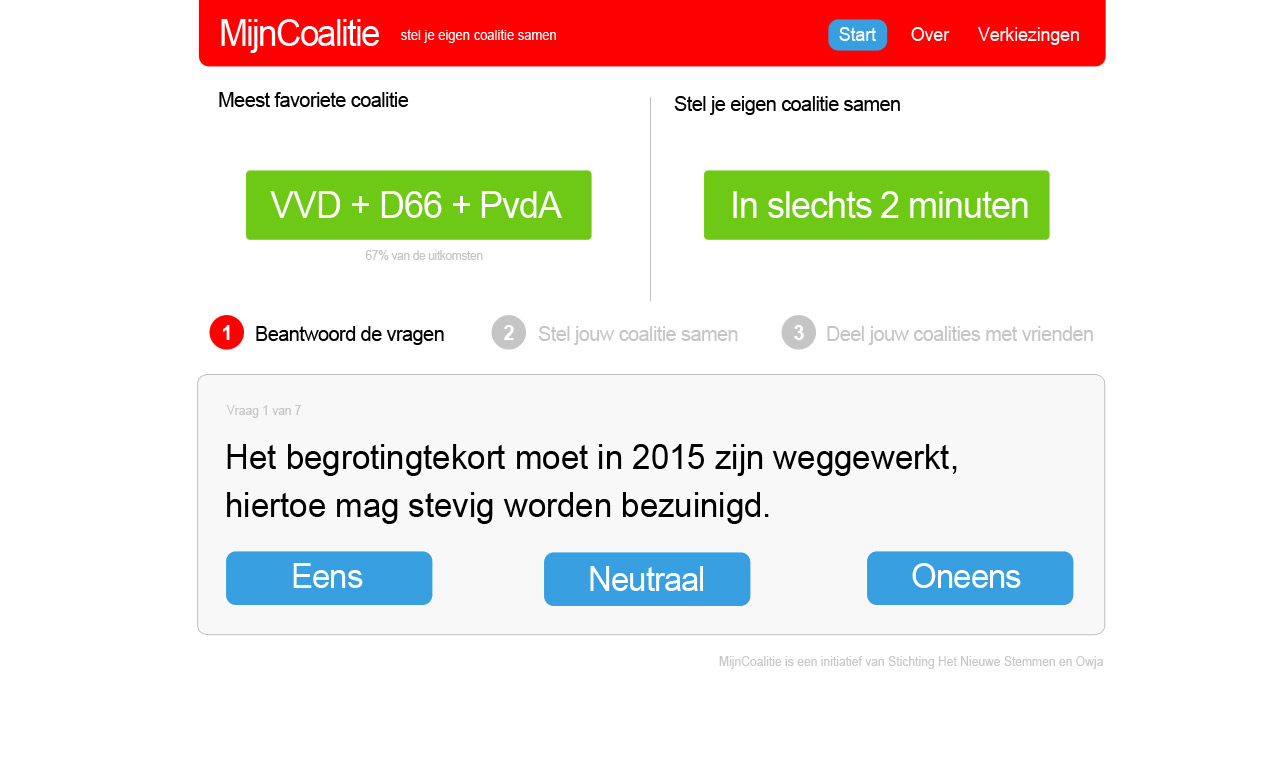 MijnCoalitie stel je eigen coalitie samen Start Over Verkiezingen
Meest favoriete coalitie
VVD + D66 + PvdA
67% van de uitkomsten
Stel je eigen coalitie samen
In slechts 2 minuten
1 Beantwoord de vragen 2 Stel jouw coalitie samen 3 Deel jouw coalities met vrienden
Vraag 1 van 7
Het begrotingtekort moet in 2015 zijn weggewerkt,
hiertoe mag stevig worden bezuinigd.
Eens Neutraal Oneens
MijnCoalitie is een initiatief van Stichting Het Nieuwe Stemmen en Owja